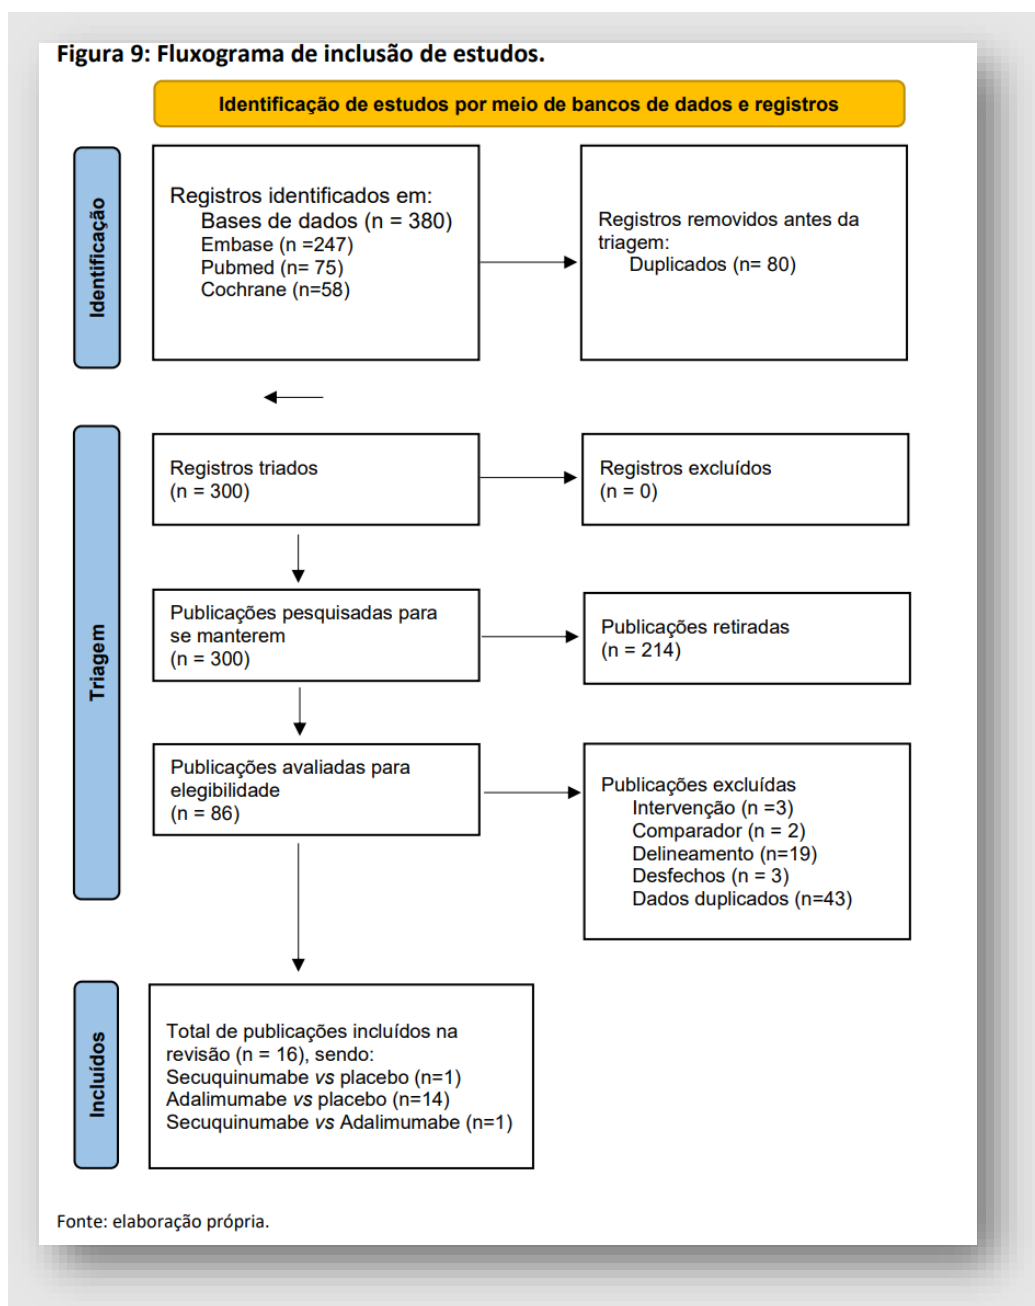 Figura 9: Fluxograma de inclusão de estudos.
Identificação de estudos por meio de bancos de dados e registros
Identificação
Registros identificados em:
Bases de dados (n = 380)
Embase (n =247)
Pubmed (n= 75)
Cochrane (n=58)
Registros removidos antes da
triagem:
Duplicados (n= 80)
Triagem
Registros triados
(n = 300)
Registros excluídos
(n = 0)
Publicações pesquisadas para
se manterem
(n = 300)
Publicações retiradas
(n = 214)
Publicações avaliadas para
elegibilidade
(n = 86)
Publicações excluídas
Intervenção (n =3)
Comparador (n = 2)
Delineamento (n=19)
Desfechos (n = 3)
Dados duplicados (n=43)
Incluídos
Total de publicações incluídos na
revisão (n = 16), sendo:
Secuquinumabe vs placebo (n=1)
Adalimumabe vs placebo (n=14)
Secuquinumabe vs Adalimumabe (n=1)
Fonte: elaboração própria.